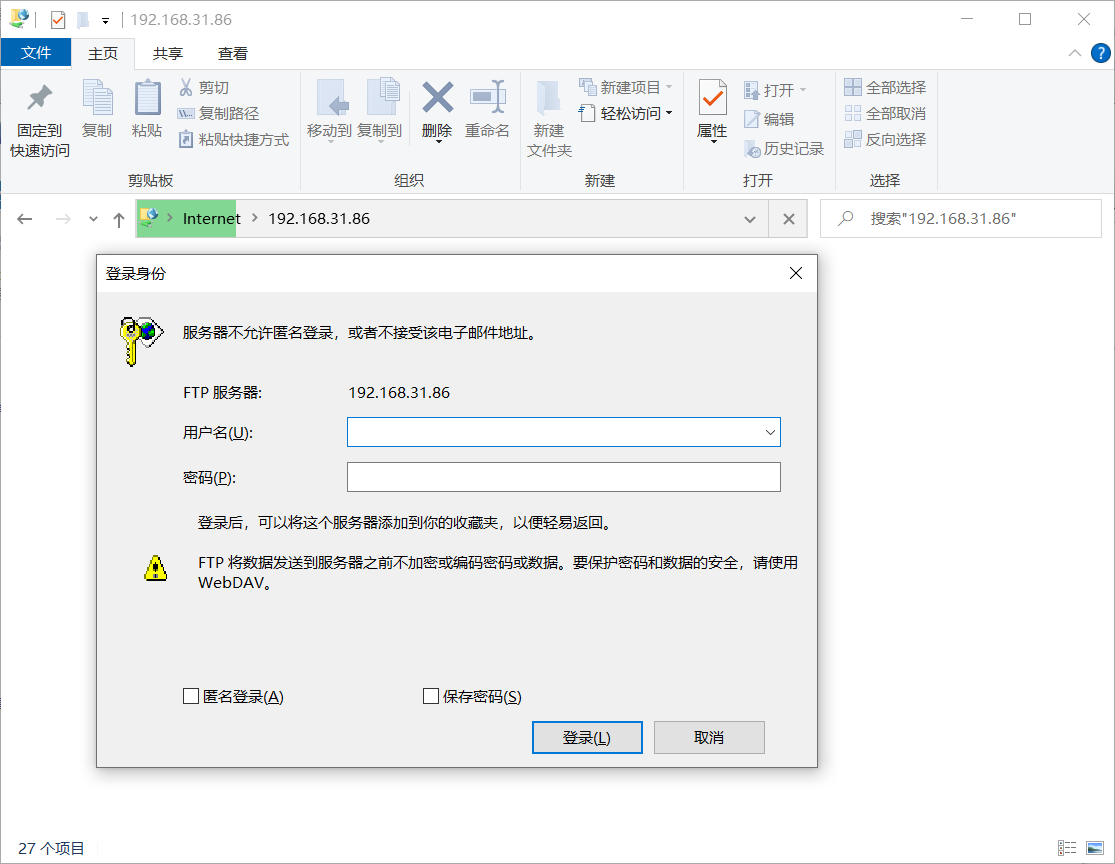 192.168.31.86
文件
主页
共享
查看
?
固定到
快速访问
复制
粘贴
剪切
W...
复制路径
粘贴快捷方式
剪贴板
移动到
复制到
删除
重命名
组织
新建
文件夹
新建项目
轻松访问
新建
属性
打开
编辑
历史记录
打开
全部选择
全部取消
反向选择
选择
Internet
192.168.31.86
搜索"192.168.31.86"
登录身份
服务器不允许匿名登录，或者不接受该电子邮件地址。
FTP 服务器:
192.168.31.86
用户名(U):
密码(P):
登录后，可以将这个服务器添加到你的收藏夹，以便轻易返回。
FTP 将数据发送到服务器之前不加密或编码密码或数据。要保护密码和数据的安全，请使用
WebDAV。
匿名登录(A)
保存密码(S)
登录(L)
取消
27 个项目